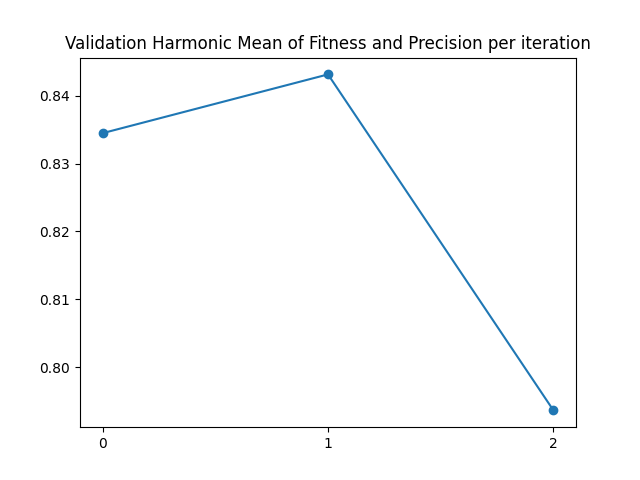 Validation Harmonic Mean of Fitness and Precision per iteration
0.84
0.83
0.82
0.81
0.80
0 1 2